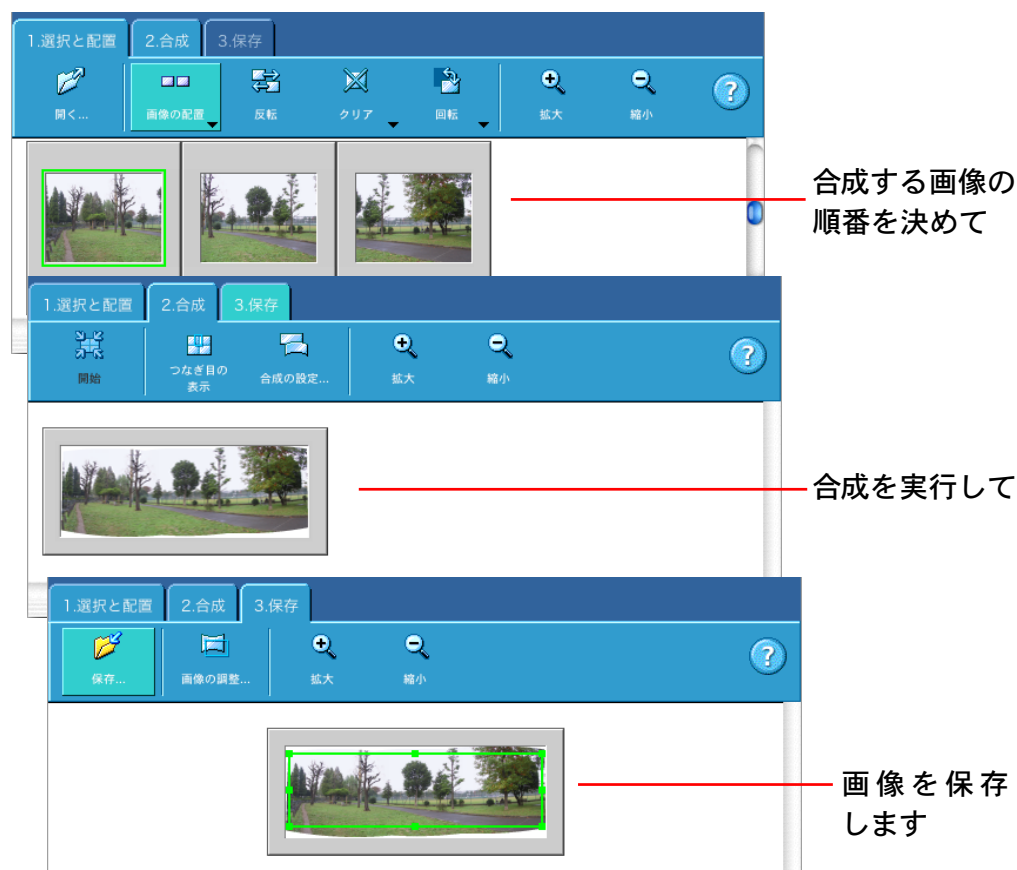 1.選択と配置 2.合成 3.保存
開く... 画像の配置 反転 クリア 回転 拡大 縮小 ?
合成する画像の
順番を決めて
1.選択と配置 2.合成 3.保存
開始 つなぎ目の
表示 合成の設定... 拡大 縮小 ?
合成を実行して
1.選択と配置 2.合成 3.保存
保存... 画像の調整... 拡大 縮小 ?
画像を保存
します